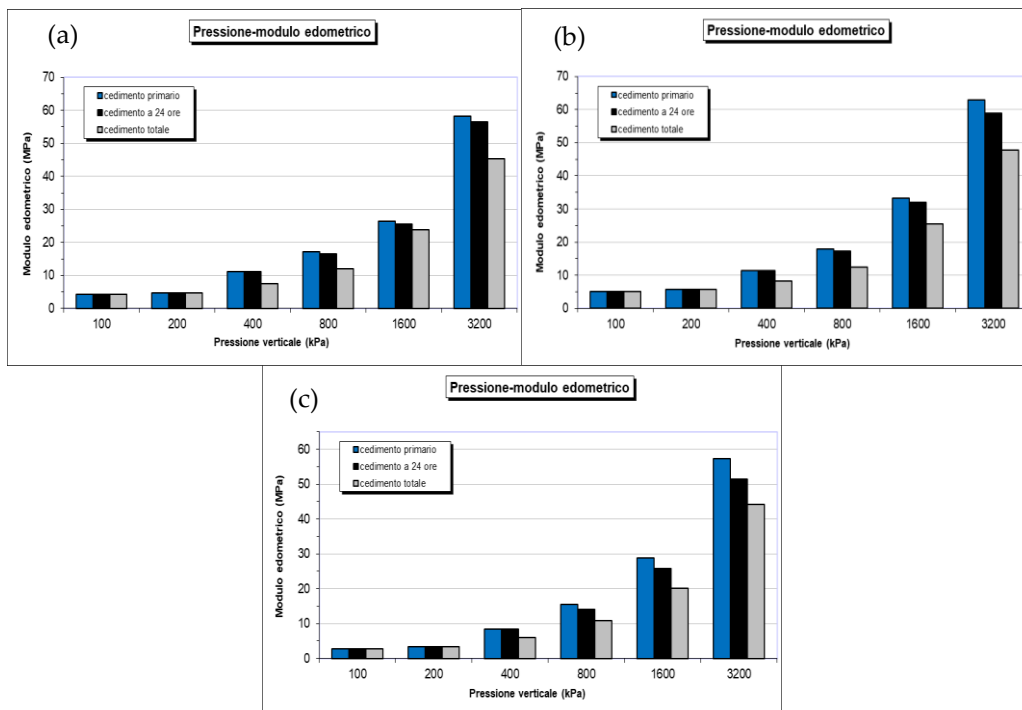 (a)
Pressione-modulo edometrico
Modulo edometrico (MPa)
70
60
50
40
30
20
10
0
cedimento primario
cedimento a 24 ore
cedimento totale
100 200 400 800 1600 3200
Pressione verticale (kPa)
(b)
Pressione-modulo edometrico
Modulo edometrico (MPa)
70
60
50
40
30
20
10
0
cedimento primario
cedimento a 24 ore
cedimento totale
100 200 400 800 1600 3200
Pressione verticale (kPa)
(c)
Pressione-modulo edometrico
Modulo edometrico (MPa)
60
50
40
30
20
10
0
cedimento primario
cedimento a 24 ore
cedimento totale
100 200 400 800 1600 3200
Pressione verticale (kPa)